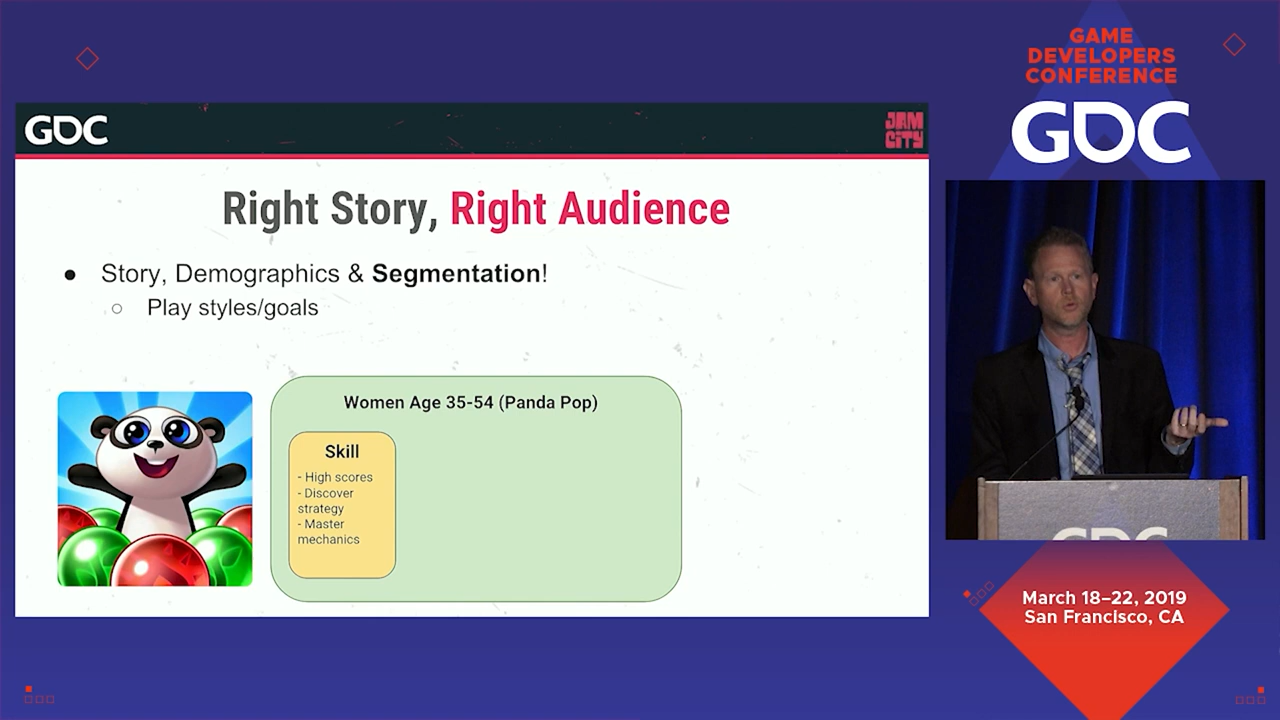 GAME
DEVELOPERS
CONFERENCE
GDC
GDC
JAM
CITY
Right Story, Right Audience
● Story, Demographics & Segmentation!
○ Play styles/goals
Women Age 35-54 (Panda Pop)
Skill
- High scores
- Discover
strategy
- Master
mechanics
GDC
March 18–22, 2019
San Francisco, CA